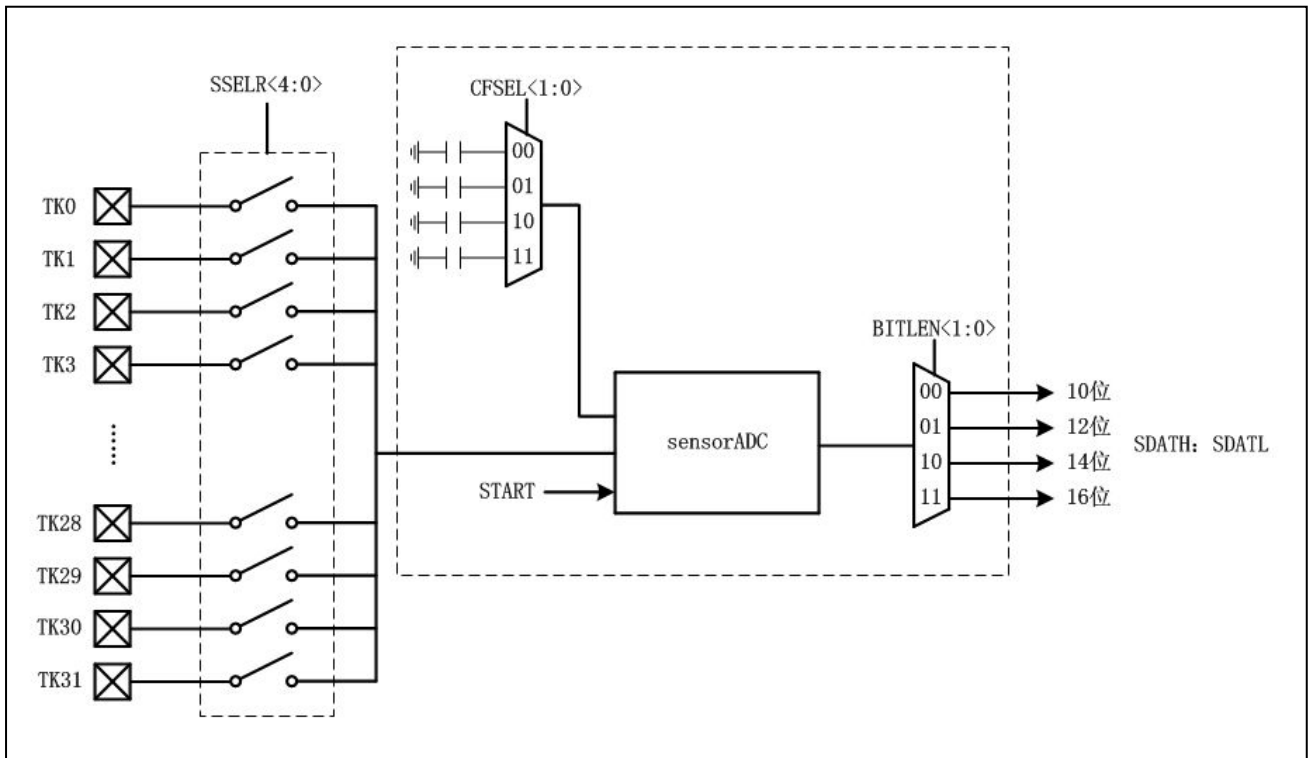 SSELR<4:0>
CFSEL<1:0>
00
01
10
11
TK0
TK1
TK2
TK3
TK28
TK29
TK30
TK31
sensorADC
START
BITLEN<1:0>
00
01
10
11
10位
12位
14位
16位
SDATH: SDATL